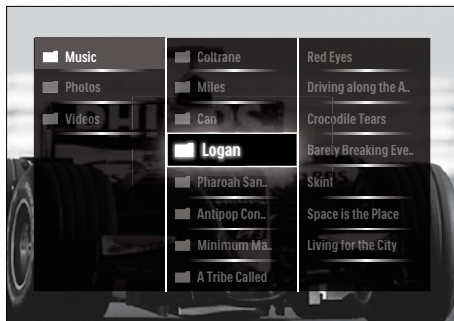 Music
Photos
Videos
Coltrane
Miles
Can
Logan
Pharoah San..
Antipop Con..
Minimum Ma..
A Tribe Called
Red Eyes
Driving along the A..
Crocodile Tears
Barely Breaking Eve..
Skint
Space is the Place
Living for the City